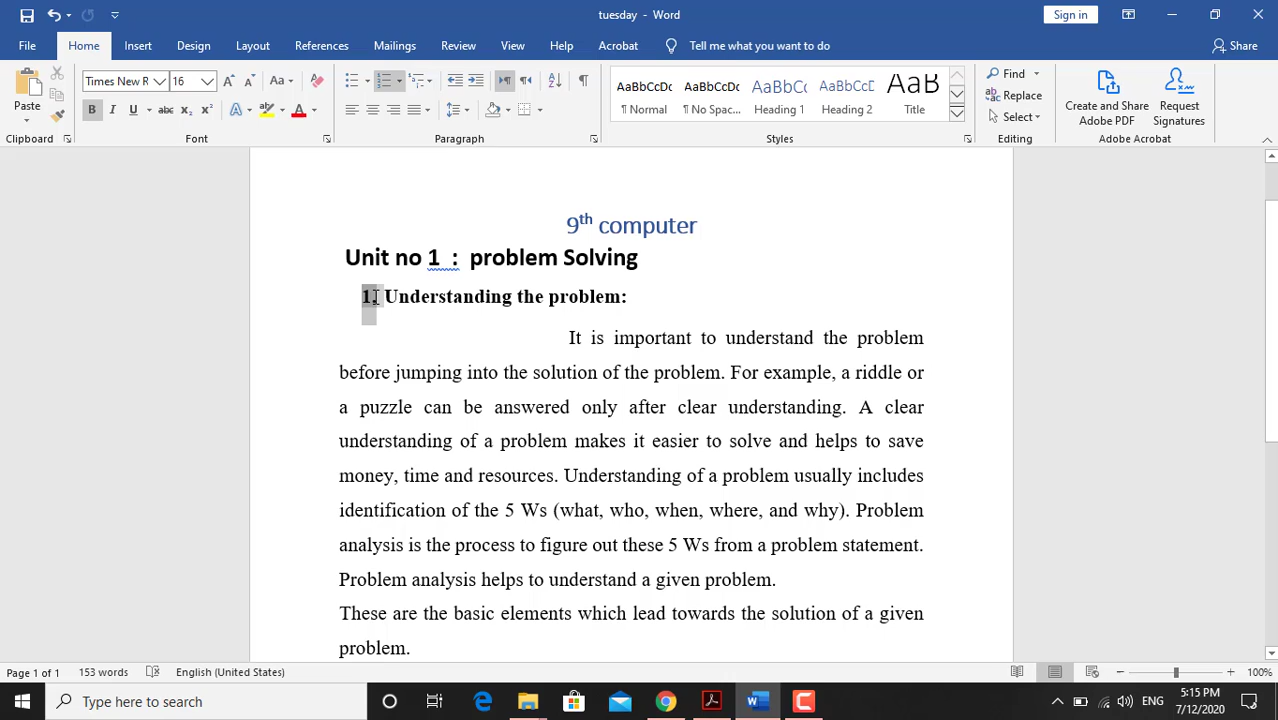 tuesday - Word
Sign in
File Home Insert Design Layout References Mailings Review View Help Acrobat Tell me what you want to do Share
Paste
Times New R 16
Aa
B I U abc x₂ x² A A
AaBbCcDc AaBbCcDc AaBbCc AaBbCcD AaB
¶ Normal ¶ No Spac... Heading 1 Heading 2 Title
Find
Replace
Select
Create and Share
Adobe PDF
Request
Signatures
Clipboard Font Paragraph Styles Editing Adobe Acrobat
9th computer
Unit no 1 : problem Solving
1. Understanding the problem:
It is important to understand the problem
before jumping into the solution of the problem. For example, a riddle or
a puzzle can be answered only after clear understanding. A clear
understanding of a problem makes it easier to solve and helps to save
money, time and resources. Understanding of a problem usually includes
identification of the 5 Ws (what, who, when, where, and why). Problem
analysis is the process to figure out these 5 Ws from a problem statement.
Problem analysis helps to understand a given problem.
These are the basic elements which lead towards the solution of a given
problem.
Page 1 of 1 153 words English (United States) 100%
Type here to search
ENG
5:15 PM
7/12/2020